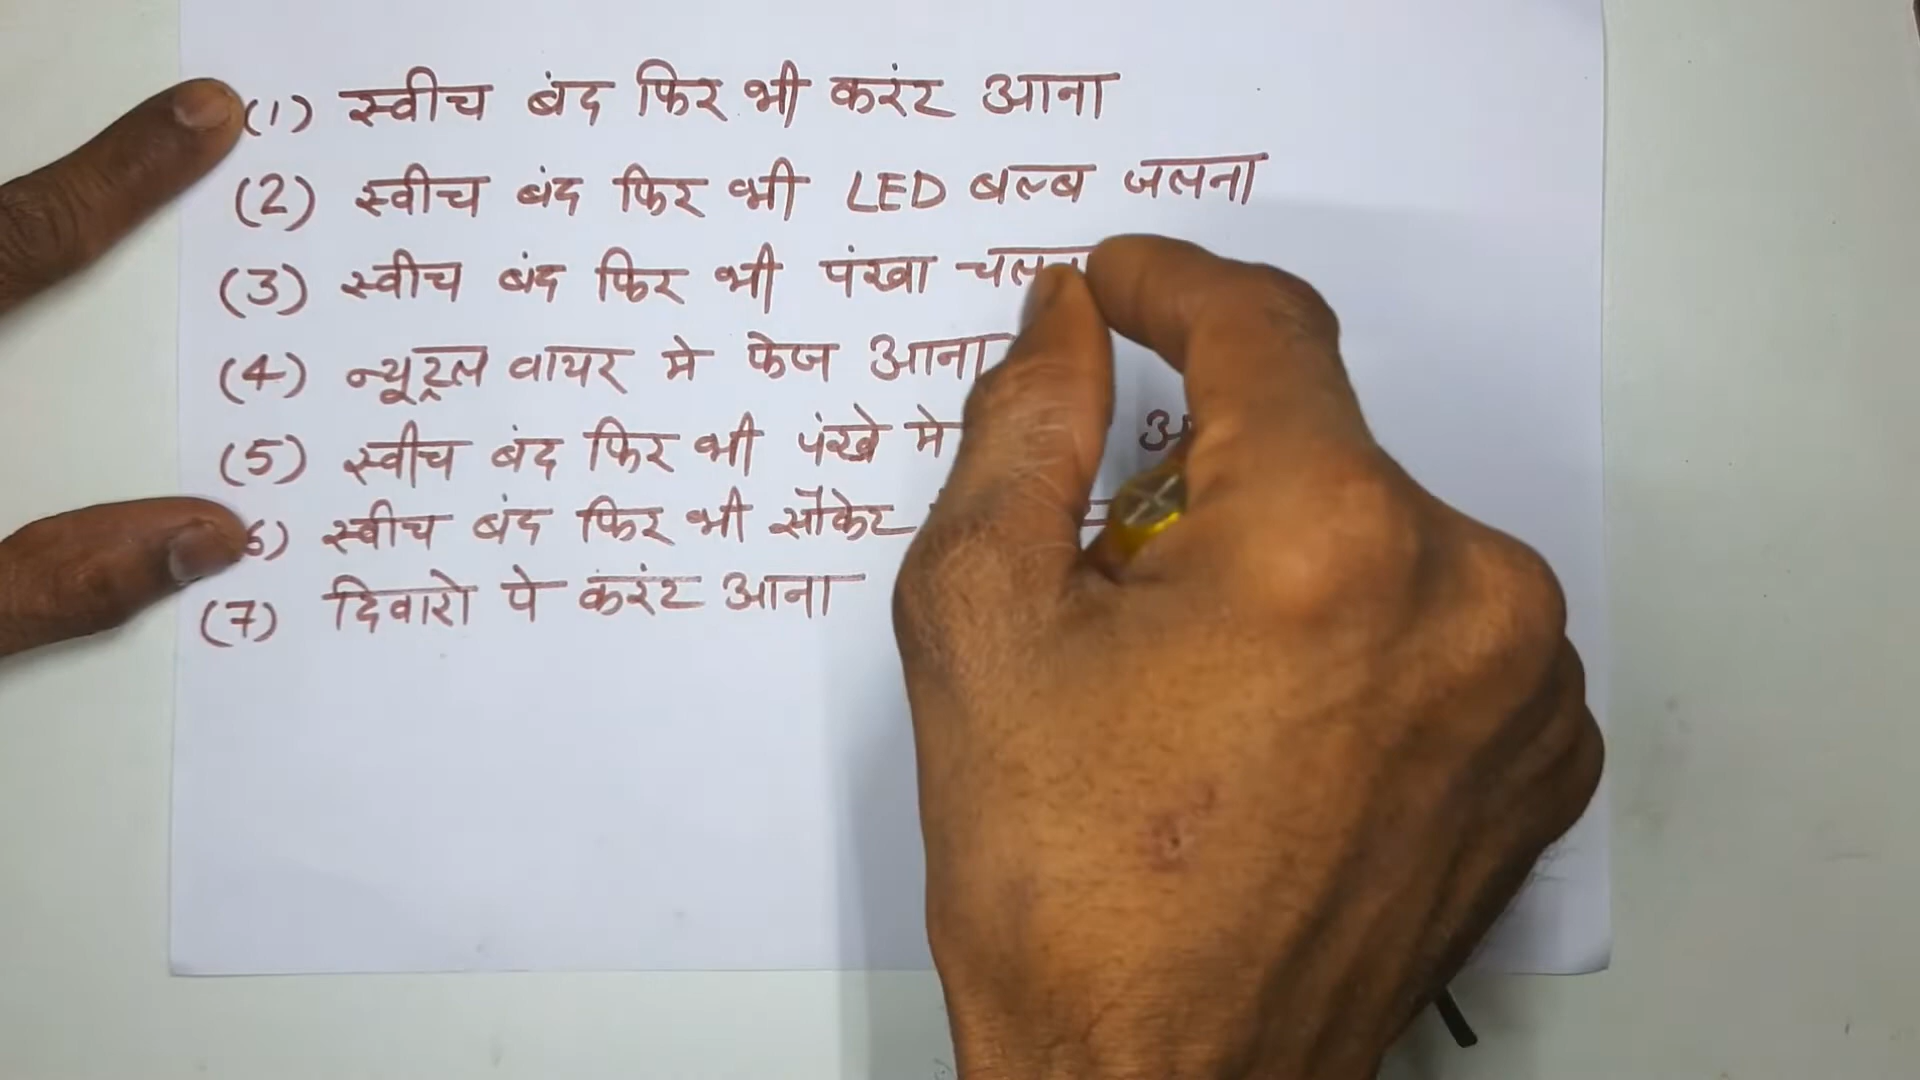 (1) स्वीच बंद फिर भी करंट आना
(2) स्वीच बंद फिर भी LED बल्ब जलना
(3) स्वीच बंद फिर भी पंखा
(4) न्यूट्रल वायर मे फेज आना
(5) स्वीच बंद फिर भी पंखे मे
6) स्वीच बंद फिर भी सॉकेट
(7) दिवारो पे करंट आना